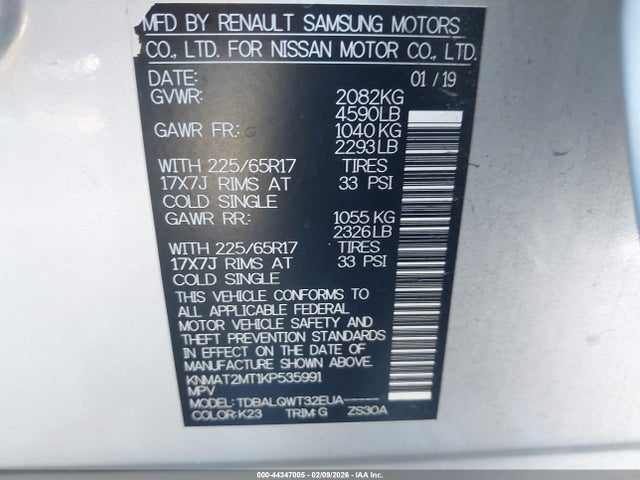 MFD BY RENAULT SAMSUNG MOTORS
CO., LTD. FOR NISSAN MOTOR CO., LTD.
DATE: 01 / 19
GVWR: 2082KG
4590LB
GAWR FR: 1040 KG
2293LB
WITH 225/65R17 TIRES
17X7J RIMS AT 33 PSI
COLD SINGLE
GAWR RR: 1055 KG
2326LB
WITH 225/65R17 TIRES
17X7J RIMS AT 33 PSI
COLD SINGLE
THIS VEHICLE CONFORMS TO
ALL APPLICABLE FEDERAL
MOTOR VEHICLE SAFETY AND
THEFT PREVENTION STANDARDS
IN EFFECT ON THE DATE OF
MANUFACTURE SHOWN ABOVE.
KNMAT2MT1KP535991
MPV
MODEL: TDBALQWT32EUA-----
COLOR: K23 TRIM: G ZS30A
000-44347005 - 02/09/2026 - IAA Inc.